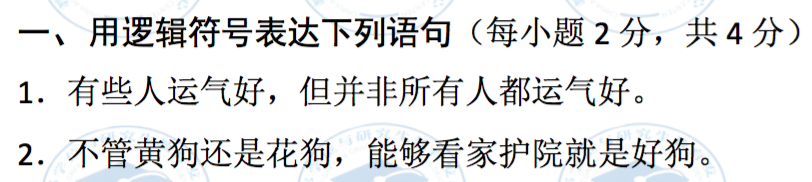 一、用逻辑符号表达下列语句（每小题 2 分，共 4 分）
1．有些人运气好，但并非所有人都运气好。
2．不管黄狗还是花狗，能够看家护院就是好狗。